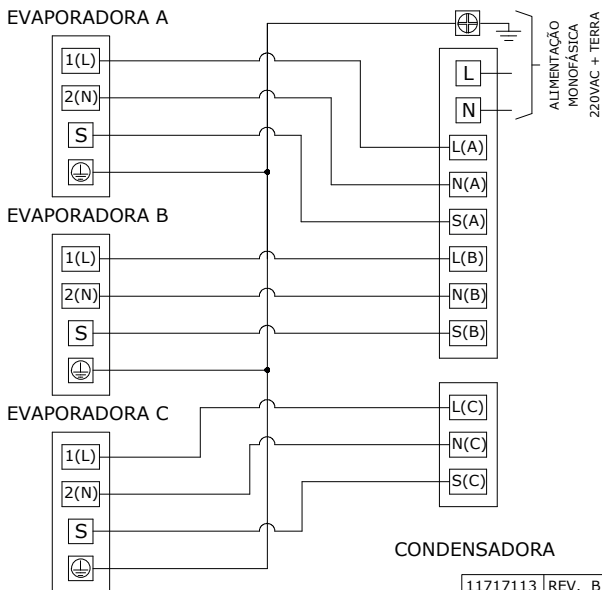 EVAPORADORA A
1(L)
2(N)
S
EVAPORADORA B
1(L)
2(N)
S
EVAPORADORA C
1(L)
2(N)
S
L
N
L(A)
N(A)
S(A)
L(B)
N(B)
S(B)
L(C)
N(C)
S(C)
ALIMENTAÇÃO
MONOFÁSICA
220VAC + TERRA
CONDENSADORA
11717113 REV. B